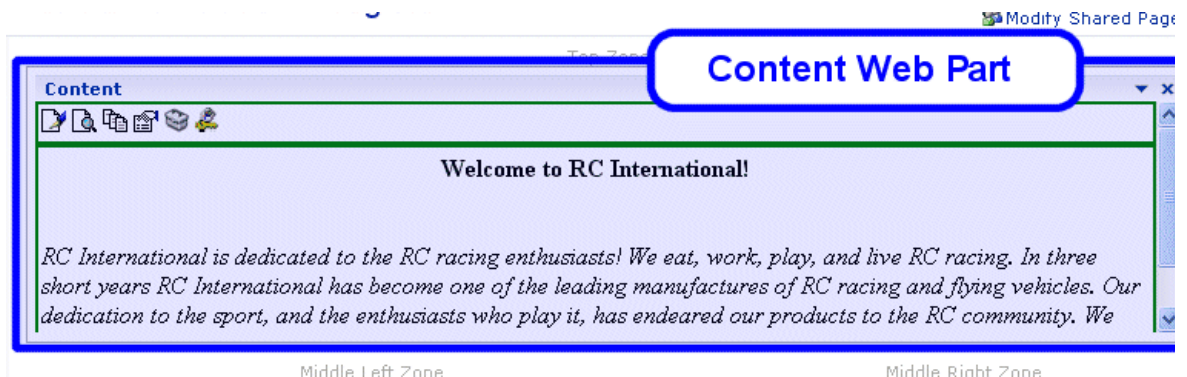 Modify Shared Page
Top Zone
Content Web Part
Content
Welcome to RC International!
RC International is dedicated to the RC racing enthusiasts! We eat, work, play, and live RC racing. In three
short years RC International has become one of the leading manufactures of RC racing and flying vehicles. Our
dedication to the sport, and the enthusiasts who play it, has endeared our products to the RC community. We
Middle Left Zone
Middle Right Zone